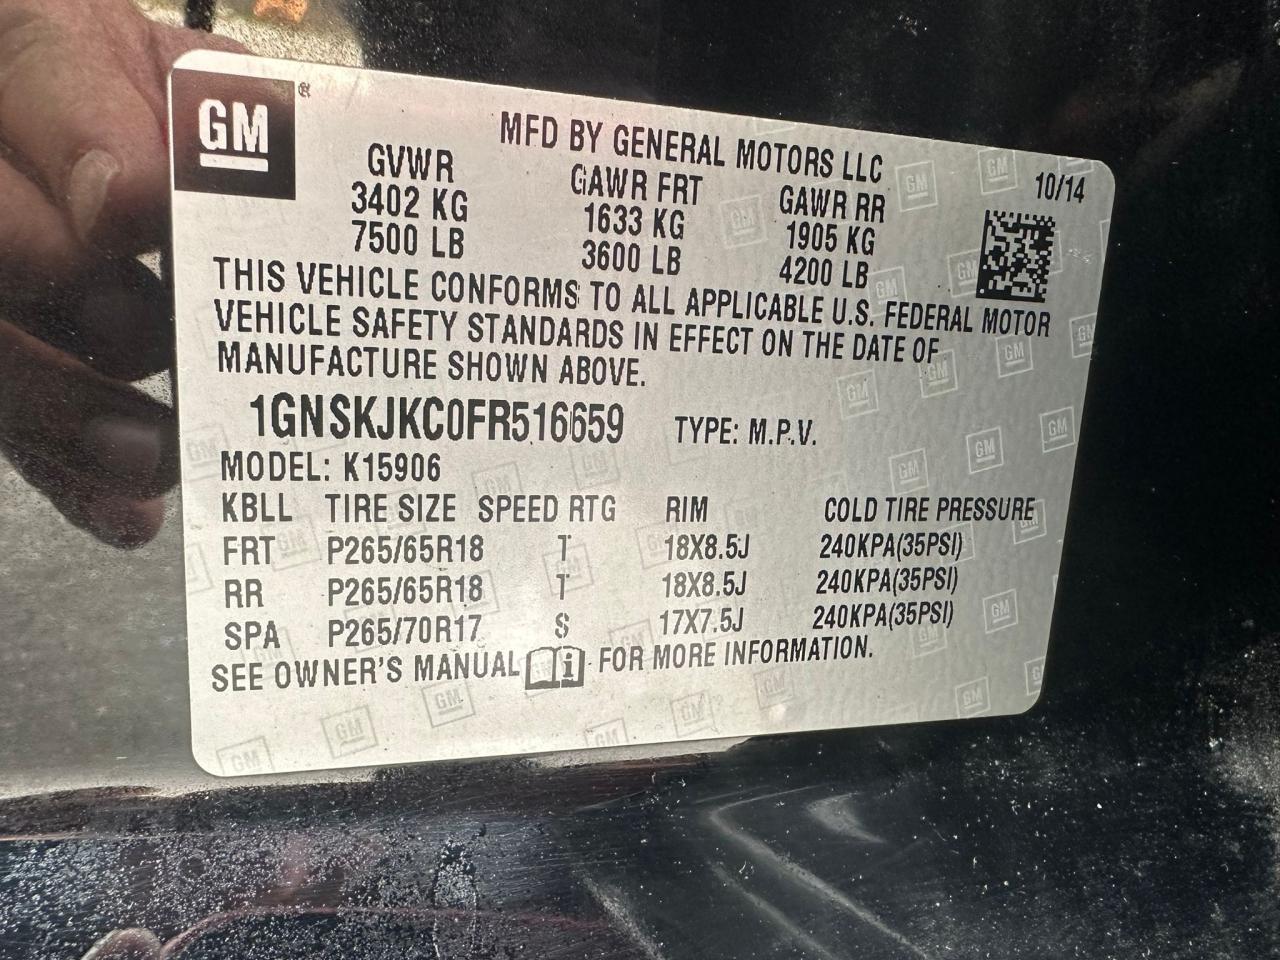 GM ®
MFD BY GENERAL MOTORS LLC
GVWR GAWR FRT GAWR RR 10/14
3402 KG 1633 KG 1905 KG
7500 LB 3600 LB 4200 LB
THIS VEHICLE CONFORMS TO ALL APPLICABLE U.S. FEDERAL MOTOR
VEHICLE SAFETY STANDARDS IN EFFECT ON THE DATE OF
MANUFACTURE SHOWN ABOVE.
1GNSKJKC0FR516659 TYPE: M.P.V.
MODEL: K15906
KBLL TIRE SIZE SPEED RTG RIM COLD TIRE PRESSURE
FRT P265/65R18 T 18X8.5J 240KPA(35PSI)
RR P265/65R18 T 18X8.5J 240KPA(35PSI)
SPA P265/70R17 S 17X7.5J 240KPA(35PSI)
SEE OWNER'S MANUAL i FOR MORE INFORMATION.